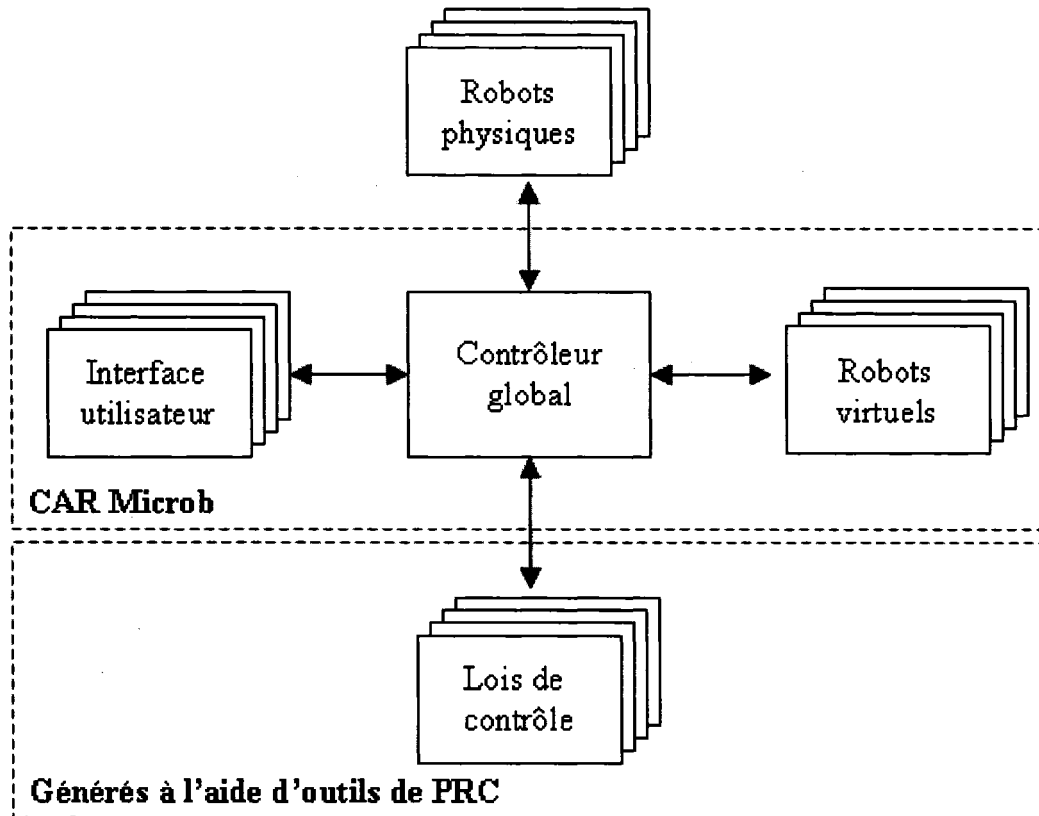 Robots
physiques
Interface
utilisateur
Contrôleur
global
Robots
virtuels
CAR Microb
Lois de
contrôle
Générés à l'aide d'outils de PRC